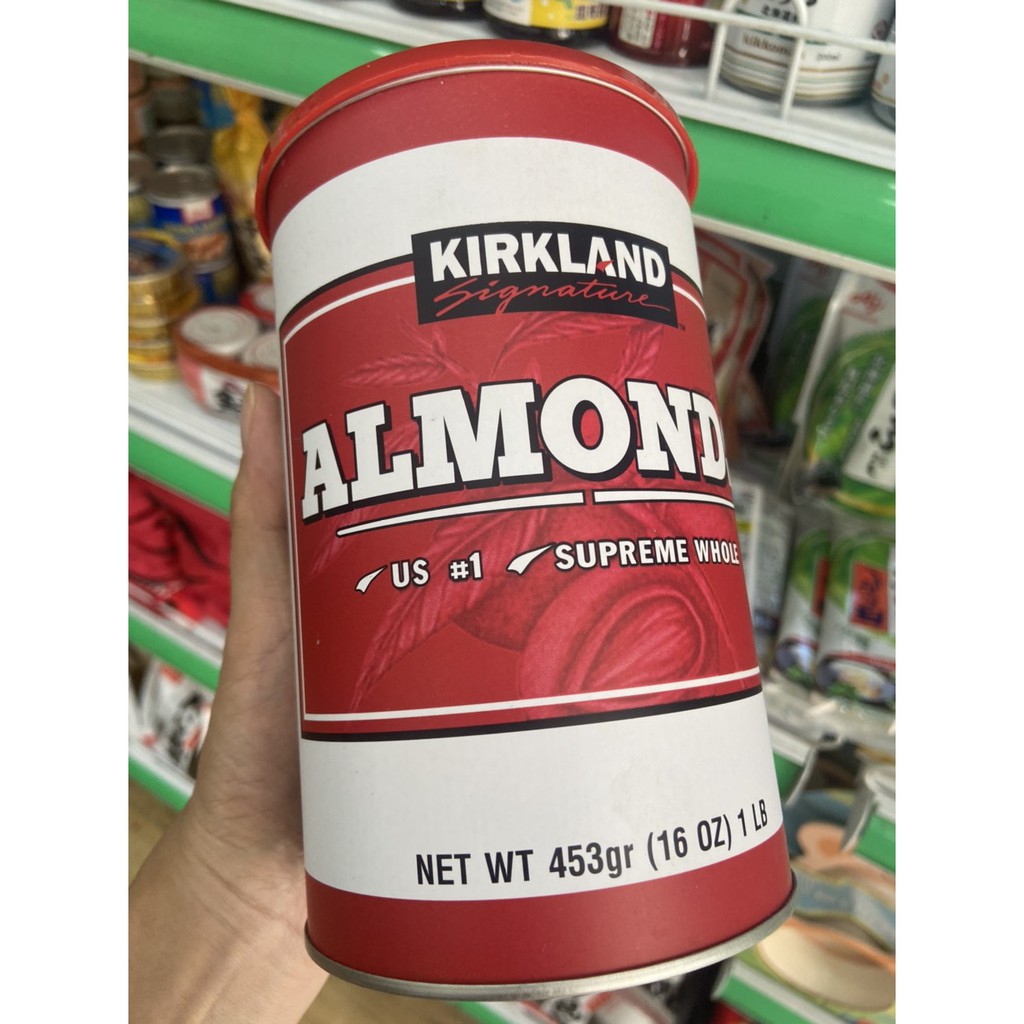 KIRKLAND
Signature
ALMOND
US #1 SUPREME WHOLE
NET WT 453gr (16 OZ) 1 LB